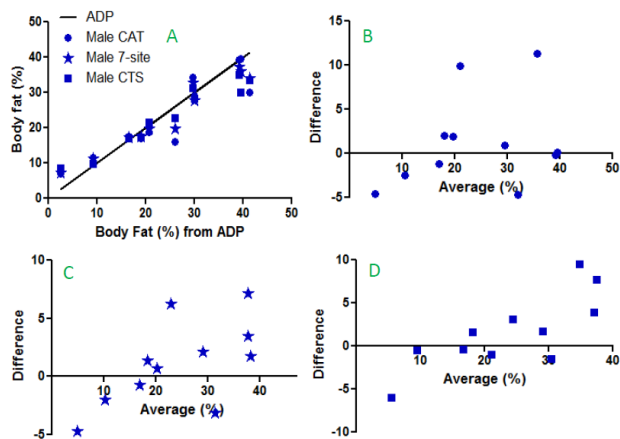 ADP
Male CAT
Male 7-site
Male CTS
A
Body fat (%)
50
40
30
20
10
0
0 10 20 30 40 50
Body Fat (%) from ADP
B
Difference
15
10
5
0
-5
10 20 30 40
Average (%)
C
Difference
10
5
0
-5
10 20 30 40
Average (%)
D
Difference
10
5
0
-5
-10
10 20 30 40
Average (%)